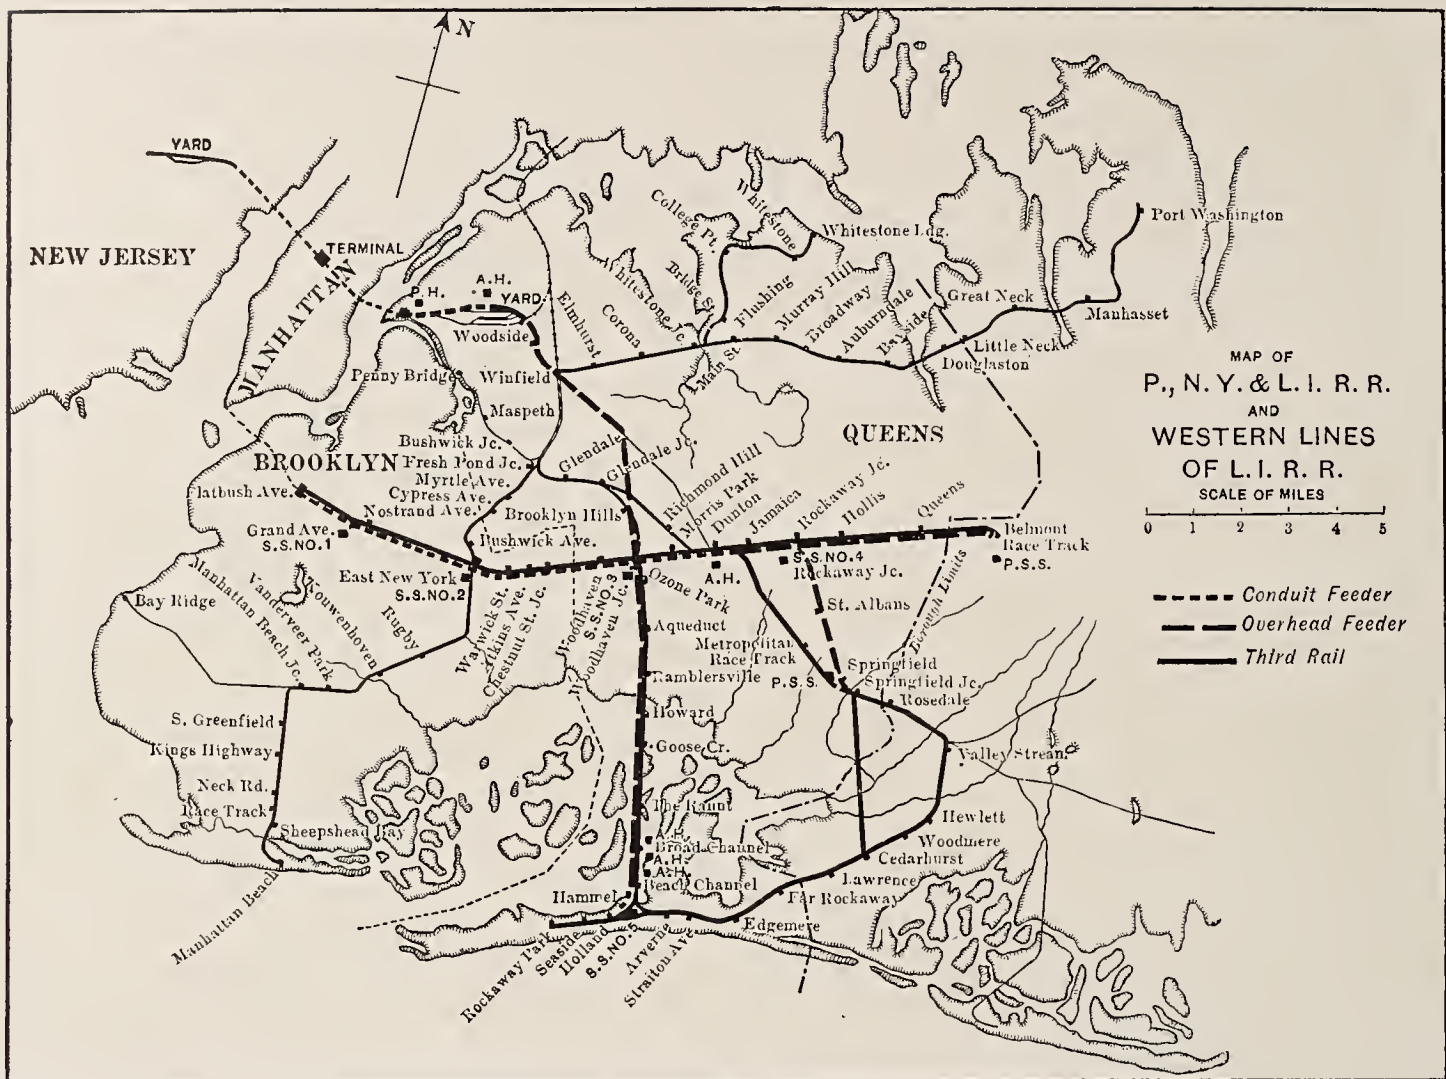 N
YARD
NEW JERSEY
TERMINAL
MANHATTAN
P.H.
A.H.
YARD
Woodside
Penny Bridge
Winfield
Maspeth
Elmhurst
Corona
Whitestone Jc.
Bridge St.
College Pt.
Whitestone
Whitestone Ldg.
Flushing
Main St.
Murray Hill
Broadway
Auburndale
Bayside
Great Neck
Little Neck
Douglaston
Manhasset
Port Washington
MAP OF
P., N. Y. & L. I. R. R.
AND
WESTERN LINES
OF L. I. R. R.
SCALE OF MILES
0 1 2 3 4 5
Conduit Feeder
Overhead Feeder
Third Rail
QUEENS
BROOKLYN
Bushwick Jc.
Fresh Pond Jc.
Myrtle Ave.
Cypress Ave.
Nostrand Ave.
Flatbush Ave.
Grand Ave.
S.S.NO.1
Glendale
Glendale Jc.
Brooklyn Hills
Bushwick Ave.
East New York
S.S.NO.2
Richmond Hill
Morris Park
Dunton
Jamaica
Rockaway Jc.
Hollis
Queens
Belmont
Race Track
P.S.S.
S.S.NO.4
Rockaway Jc.
A.H.
Borough Limits
Bay Ridge
Manhattan Beach Jc.
Vanderveer Park
Kouwenhoven
Rugby
Warwick St.
Atkins Ave.
Chestnut St. Jc.
Woodhaven
S.S.NO.3
Woodhaven Jc.
Ozone Park
Aqueduct
Metropolitan
Race Track
P.S.S.
St. Albans
Springfield
Springfield Jc.
Rosedale
Ramblersville
Howard
Goose Cr.
The Raunt
A.H.
Broad Channel
A.H.
A.H.
Beach Channel
S. Greenfield
Kings Highway
Neck Rd.
Race Track
Sheepshead Bay
Manhattan Beach
Valley Stream
Hewlett
Woodmere
Cedarhurst
Lawrence
Far Rockaway
Edgemere
Hammel
Rockaway Park
Seaside
Holland
S.S.NO.5
Arverne
Straiton Ave.